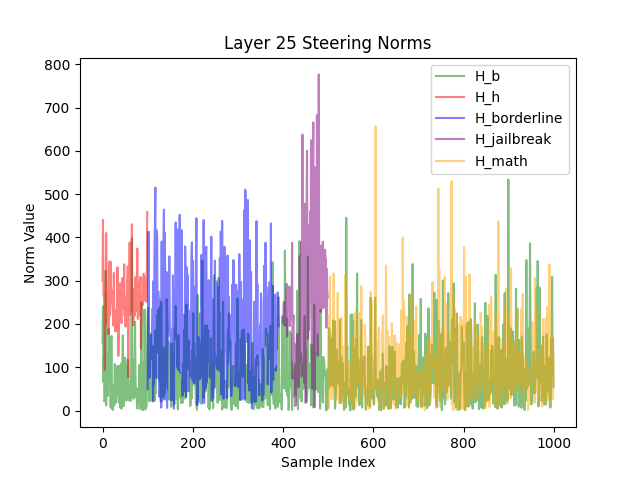 Layer 25 Steering Norms
800
700
600
500
400
300
200
100
0
Norm Value
0
200
400
600
800
1000
Sample Index
H_b
H_h
H_borderline
H_jailbreak
H_math